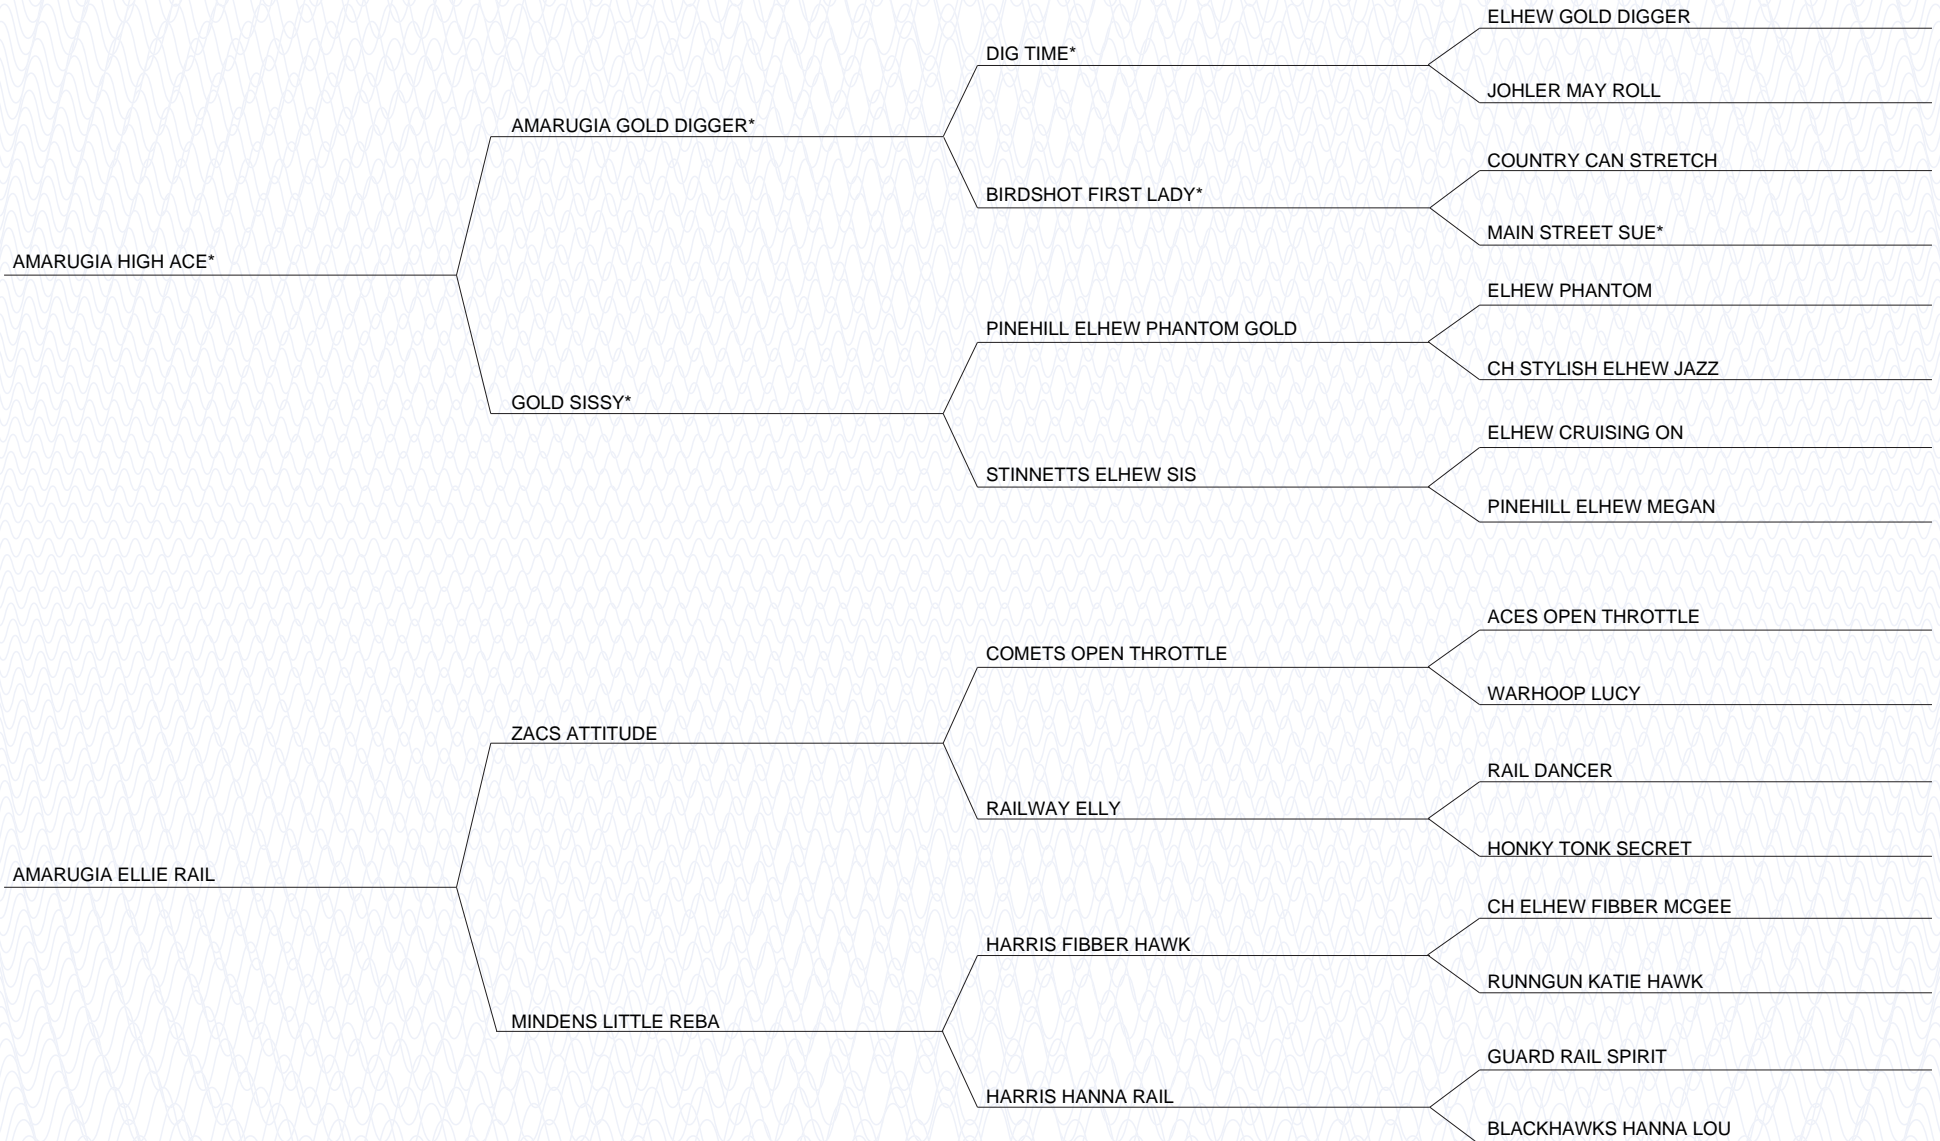 ELHEW GOLD DIGGER
DIG TIME*
JOHLER MAY ROLL
AMARUGIA GOLD DIGGER*
COUNTRY CAN STRETCH
BIRDSHOT FIRST LADY*
MAIN STREET SUE*
AMARUGIA HIGH ACE*
ELHEW PHANTOM
PINEHILL ELHEW PHANTOM GOLD
CH STYLISH ELHEW JAZZ
GOLD SISSY*
ELHEW CRUISING ON
STINNETTS ELHEW SIS
PINEHILL ELHEW MEGAN
ACES OPEN THROTTLE
COMETS OPEN THROTTLE
WARHOOP LUCY
ZACS ATTITUDE
RAIL DANCER
RAILWAY ELLY
HONKY TONK SECRET
AMARUGIA ELLIE RAIL
CH ELHEW FIBBER MCGEE
HARRIS FIBBER HAWK
RUNNGUN KATIE HAWK
MINDENS LITTLE REBA
GUARD RAIL SPIRIT
HARRIS HANNA RAIL
BLACKHAWKS HANNA LOU